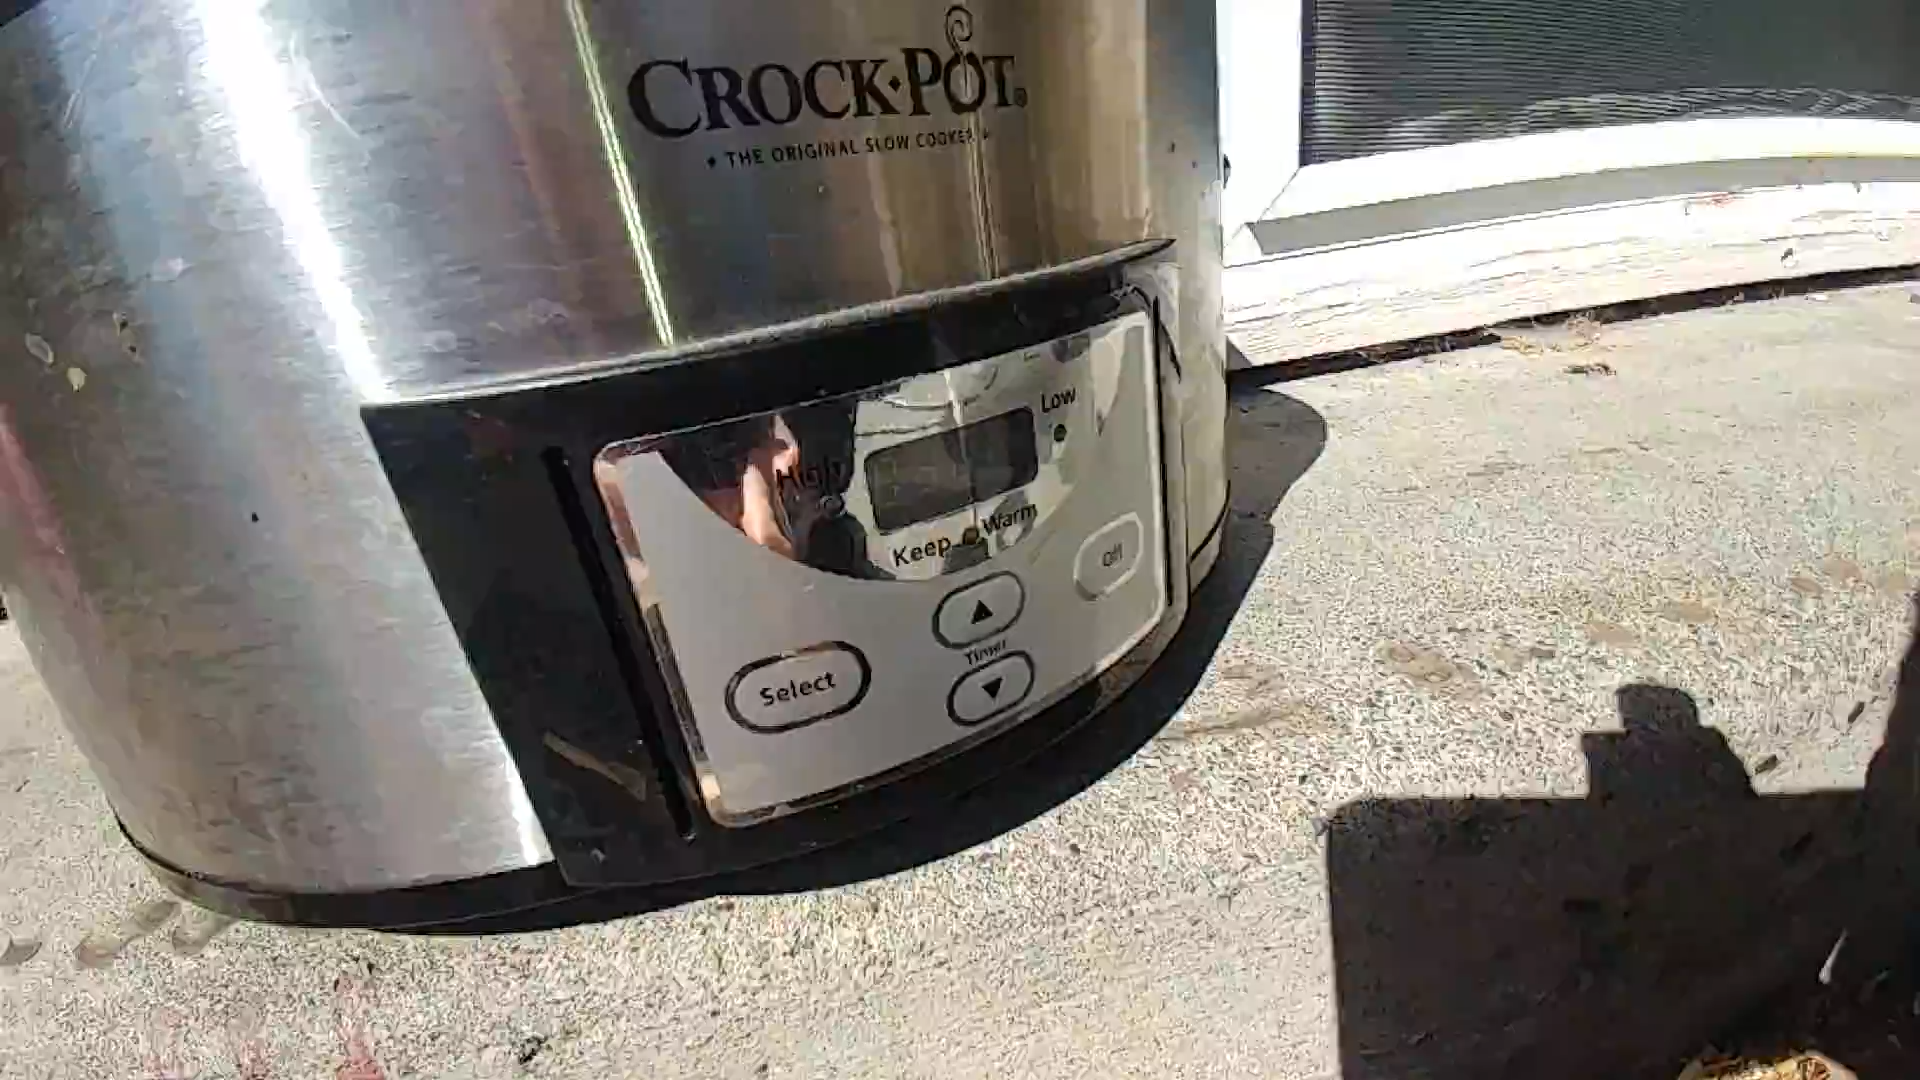 CROCK·POT®
• THE ORIGINAL SLOW COOKER •
Low
High
Keep Warm
Off
Timer
Select